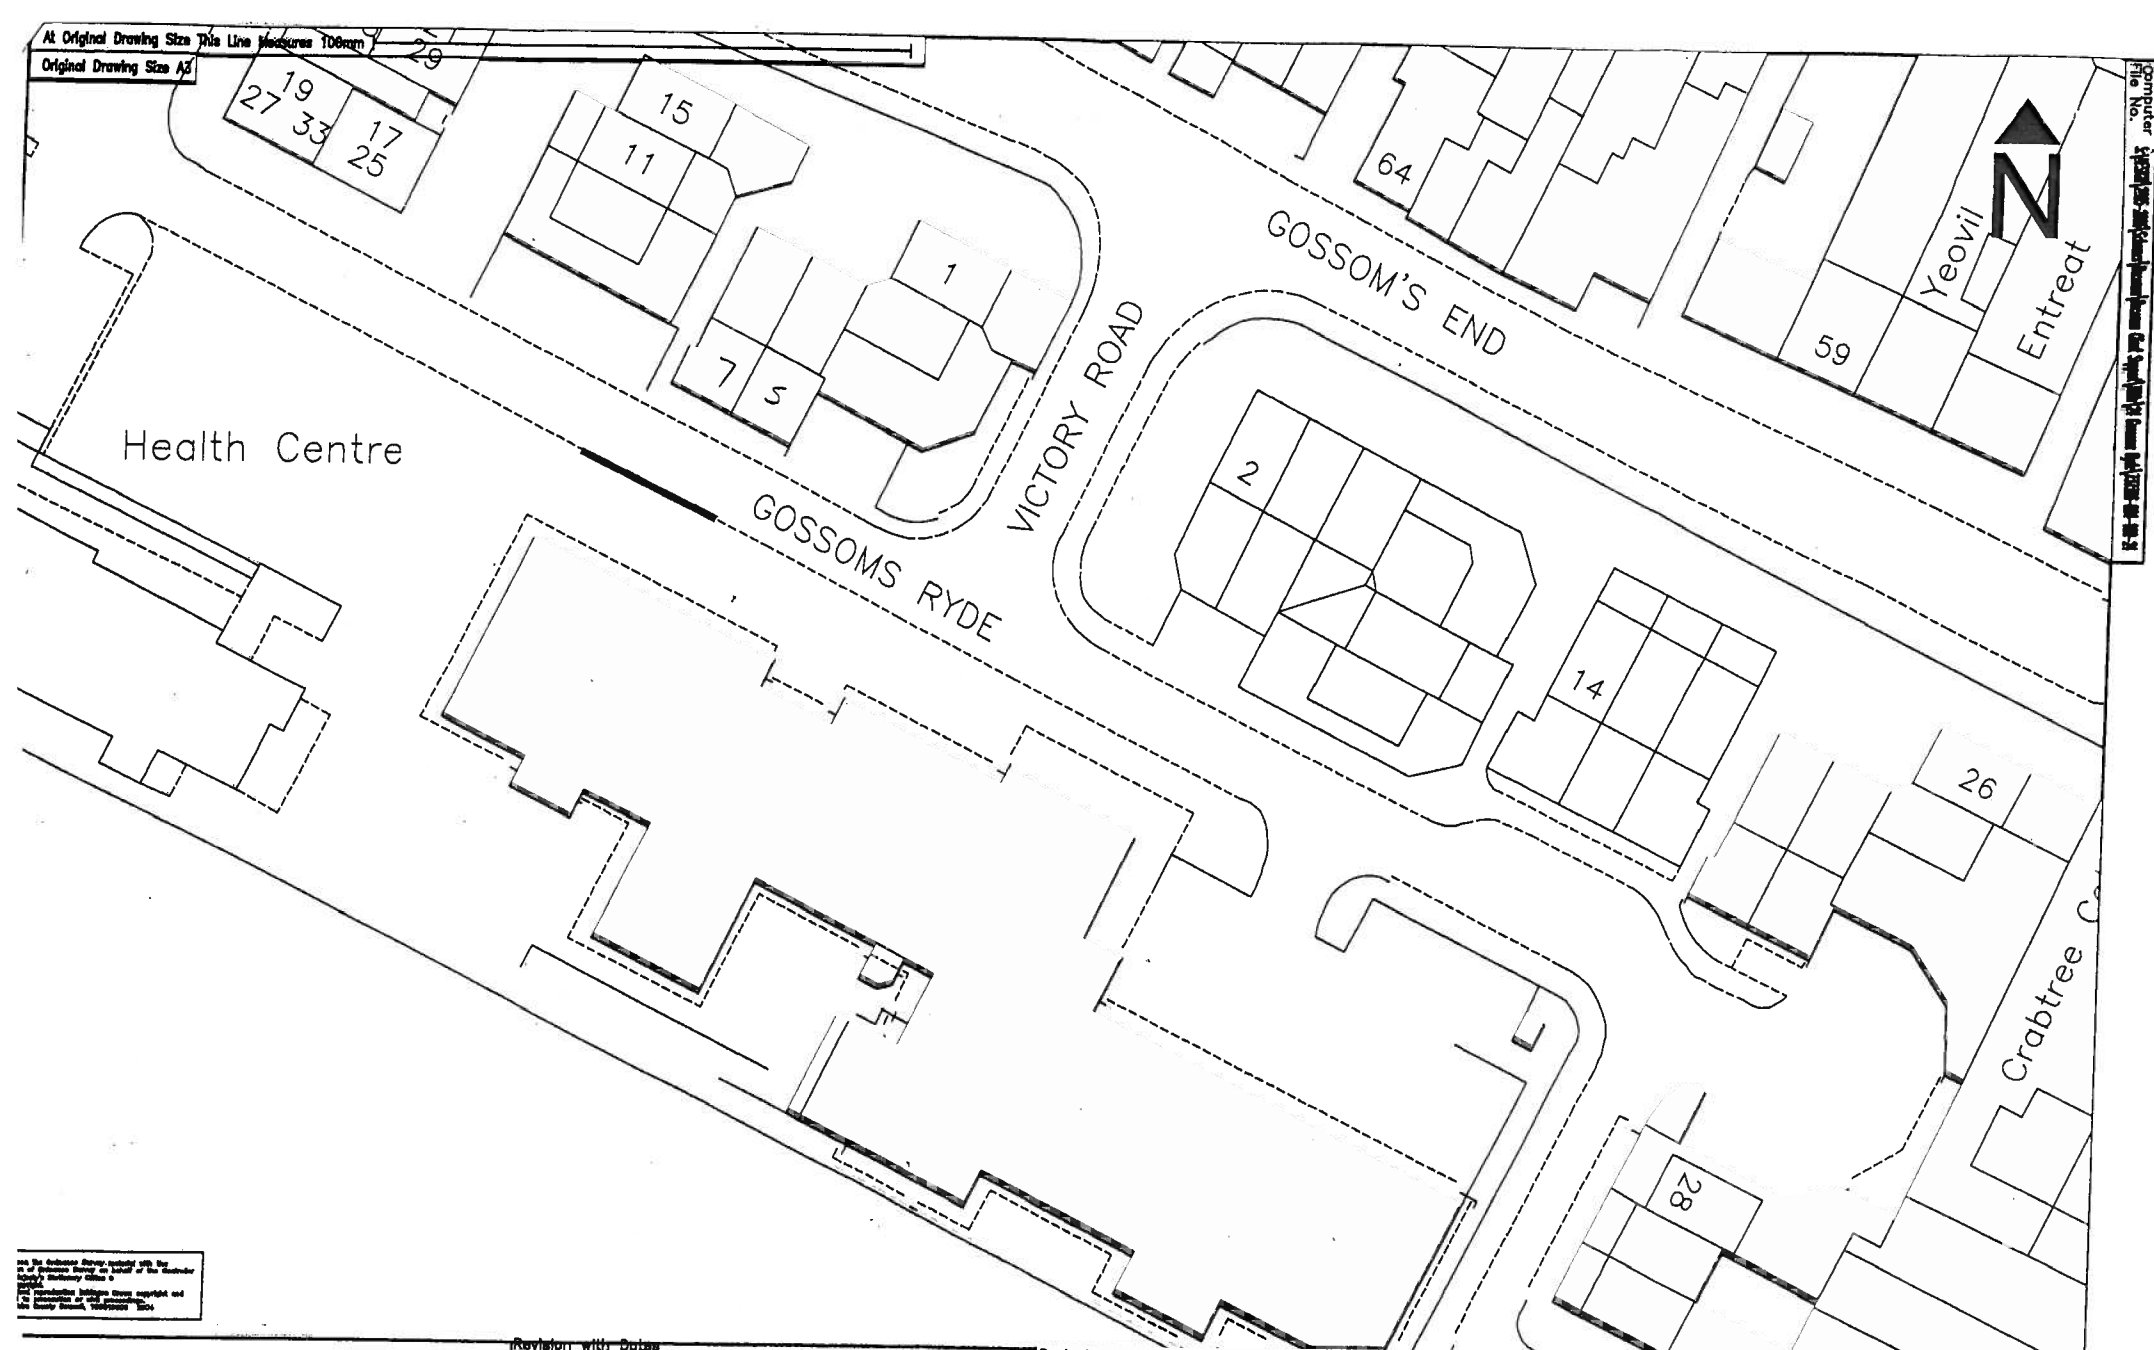 At Original Drawing Size This Line Measures 100mm
Original Drawing Size A3
Computer
File No.
N
29
19
27 33
17
25
15
11
1
7
5
64
59
Yeovil
Entreat
GOSSOM'S END
VICTORY ROAD
Health Centre
GOSSOMS RYDE
2
14
26
28
Crabtree
Revision with Dates